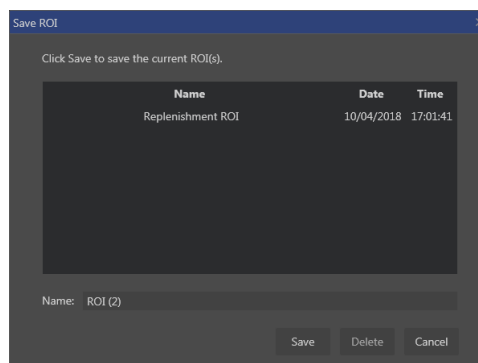 Save ROI
Click Save to save the current ROI(s).
Name Date Time
Replenishment ROI 10/04/2018 17:01:41
Name: ROI (2)
Save Delete Cancel